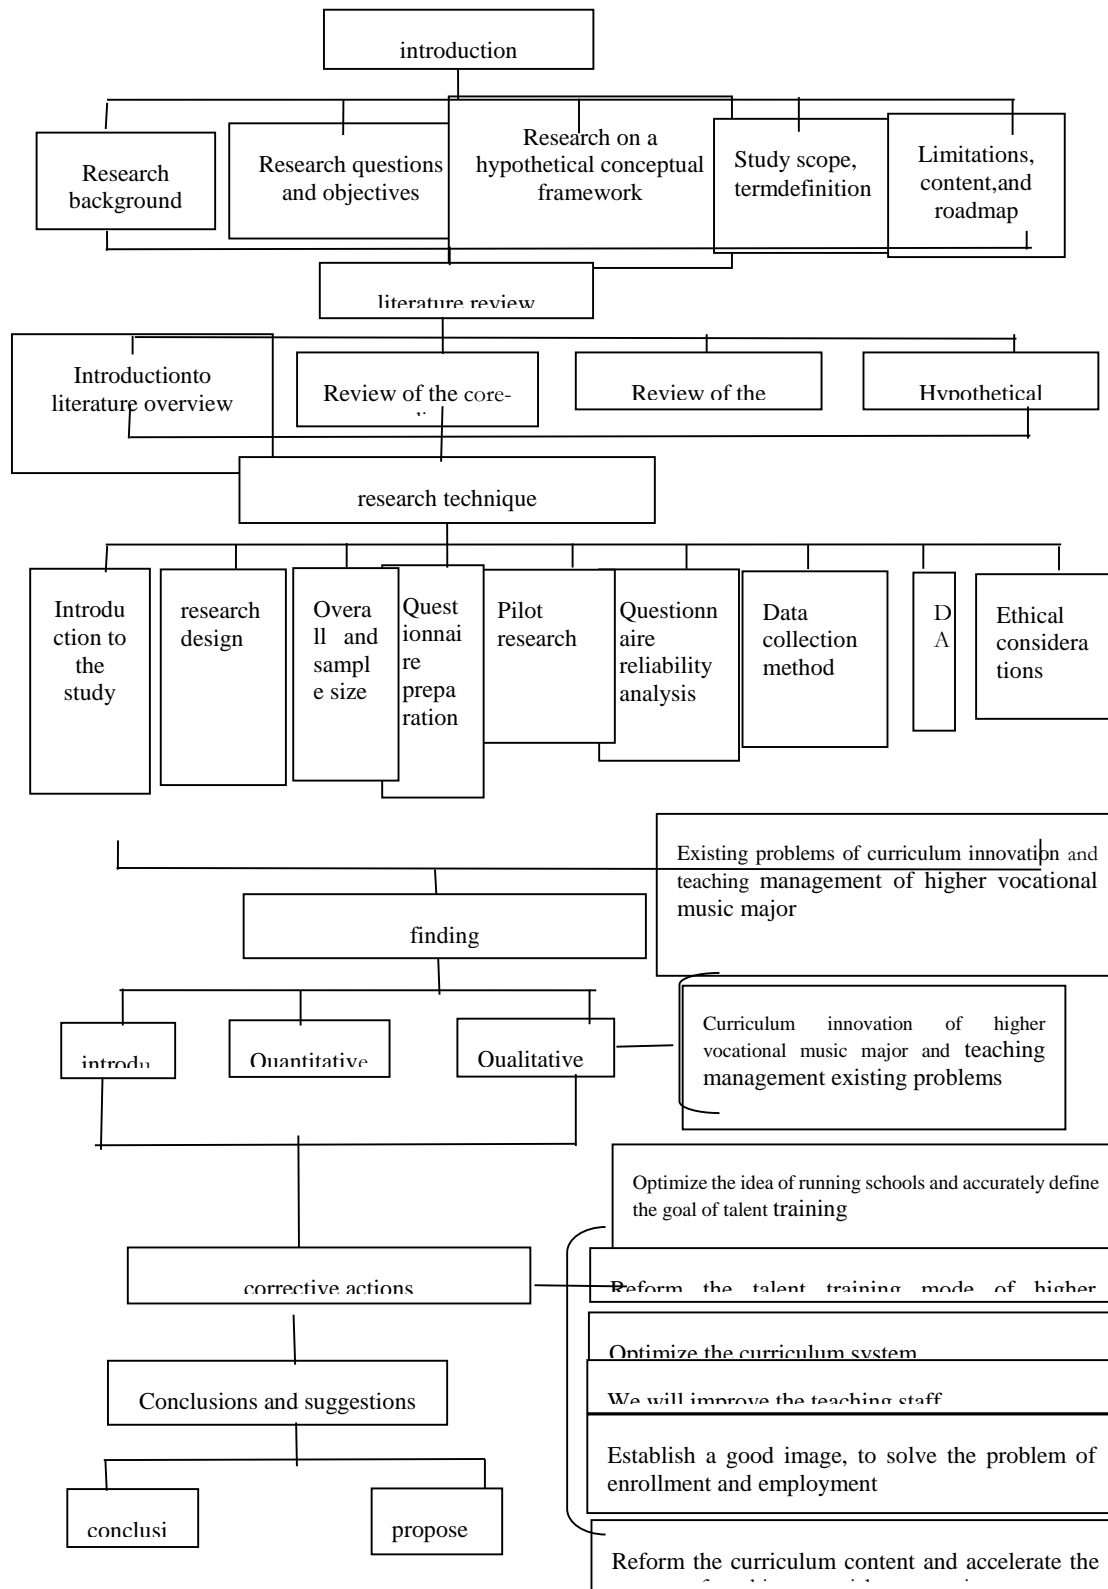 introduction
Research
background
Research questions
and objectives
Research on a
hypothetical conceptual
framework
Study scope,
termdefinition
Limitations,
content,and
roadmap
literature review
Introductionto
literature overview
Review of the core-
Review of the
Hypothetical
research technique
Introdu
ction to
the
study
research
design
Overa
ll and
sampl
e size
Quest
ionnai
re
prepa
ration
Pilot
research
Questionn
aire
reliability
analysis
Data
collection
method
D
A
Ethical
considera
tions
Existing problems of curriculum innovation and
teaching management of higher vocational
music major
finding
introdu
Quantitative
Qualitative
Curriculum innovation of higher
vocational music major and teaching
management existing problems
Optimize the idea of running schools and accurately define
the goal of talent training
corrective actions
Reform the talent training mode of higher
Optimize the curriculum system
We will improve the teaching staff
Conclusions and suggestions
Establish a good image, to solve the problem of
enrollment and employment
conclusi
propose
Reform the curriculum content and accelerate the